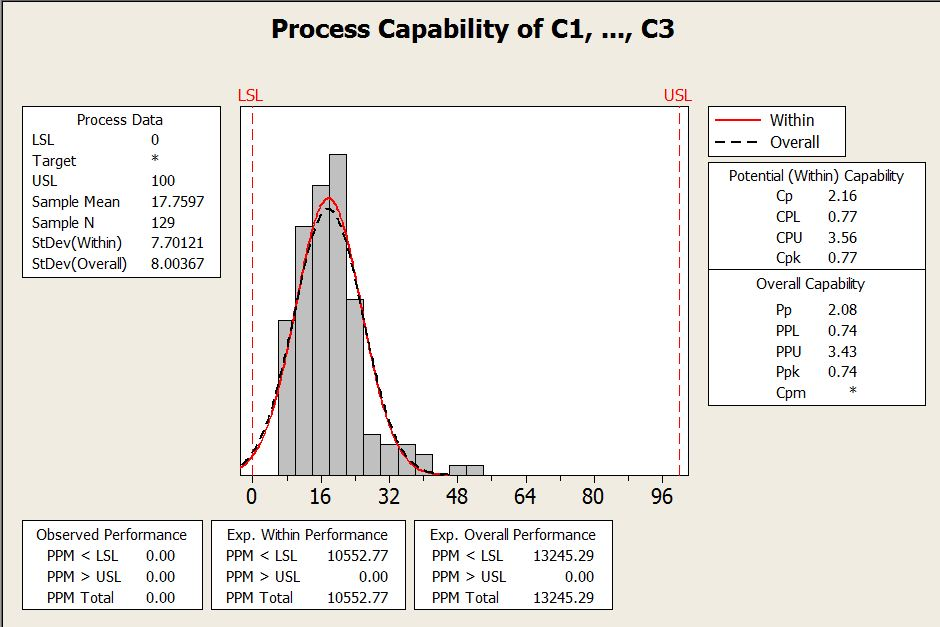 Process Capability of C1, ..., C3
LSL
USL
Process Data
LSL 0
Target *
USL 100
Sample Mean 17.7597
Sample N 129
StDev(Within) 7.70121
StDev(Overall) 8.00367
Within
Overall
Potential (Within) Capability
Cp 2.16
CPL 0.77
CPU 3.56
Cpk 0.77
Overall Capability
Pp 2.08
PPL 0.74
PPU 3.43
Ppk 0.74
Cpm *
0 16 32 48 64 80 96
Observed Performance
PPM < LSL 0.00
PPM > USL 0.00
PPM Total 0.00
Exp. Within Performance
PPM < LSL 10552.77
PPM > USL 0.00
PPM Total 10552.77
Exp. Overall Performance
PPM < LSL 13245.29
PPM > USL 0.00
PPM Total 13245.29